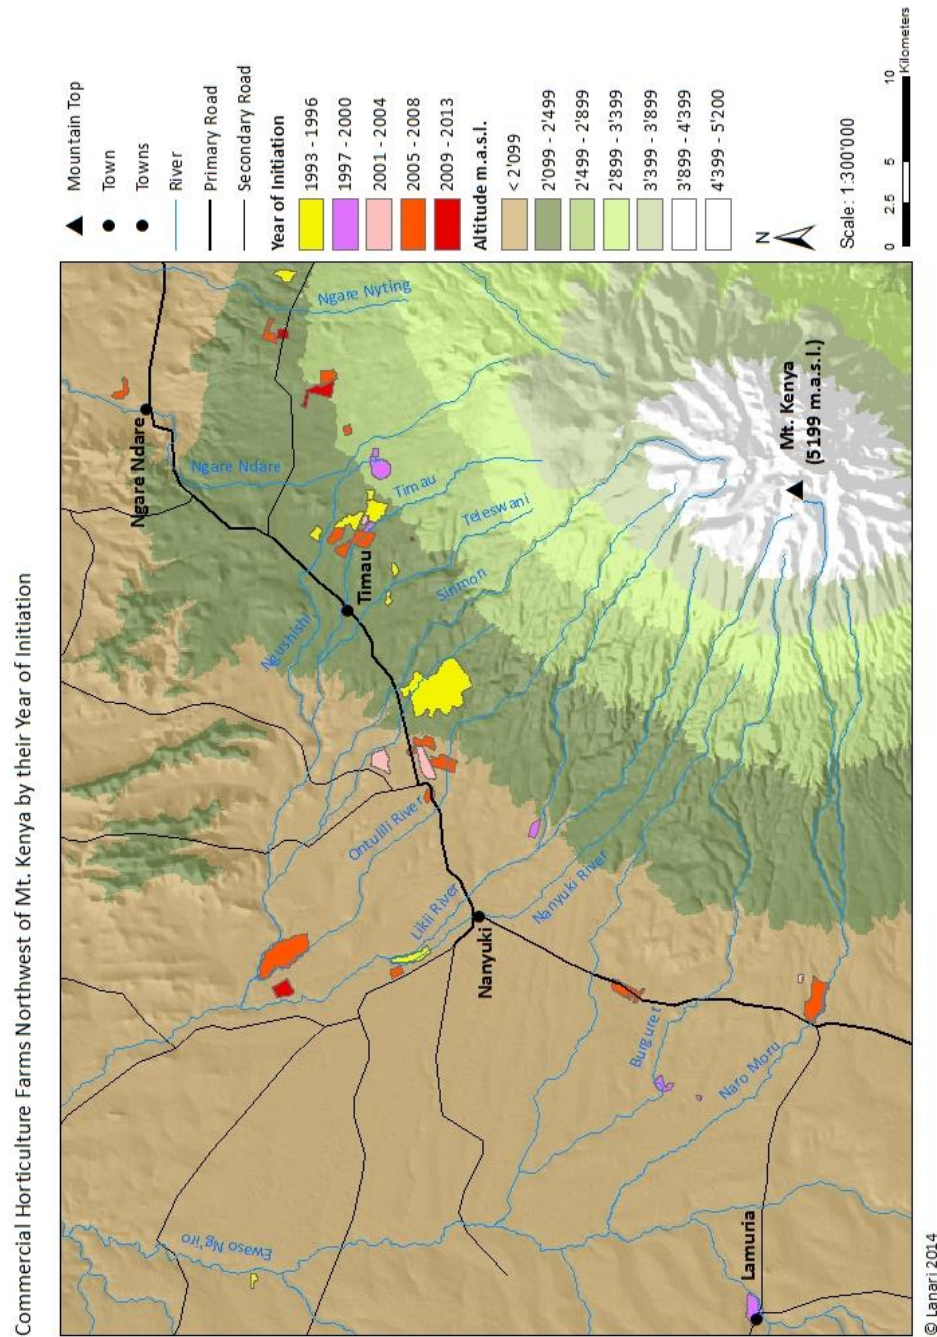 Commercial Horticulture Farms Northwest of Mt. Kenya by their Year of Initiation
Ewaso Ng'iro
Ngushishi
Ngare Ndare
Ngare Ndare
Ngare Nyting
Timau
Timau
Teleswani
Sirimon
Ontulili River
Likii River
Nanyuki River
Nanyuki
Burguret
Naro Moru
Lamuria
Mt. Kenya
(5199 m.a.s.l.)
Mountain Top
Town
Towns
River
Primary Road
Secondary Road
Year of Initiation
1993 - 1996
1997 - 2000
2001 - 2004
2005 - 2008
2009 - 2013
Altitude m.a.s.l.
< 2'099
2'099 - 2'499
2'499 - 2'899
2'899 - 3'399
3'399 - 3'899
3'899 - 4'399
4'399 - 5'200
N
Scale: 1:300'000
0 2.5 5 10
Kilometers
© Lanari 2014